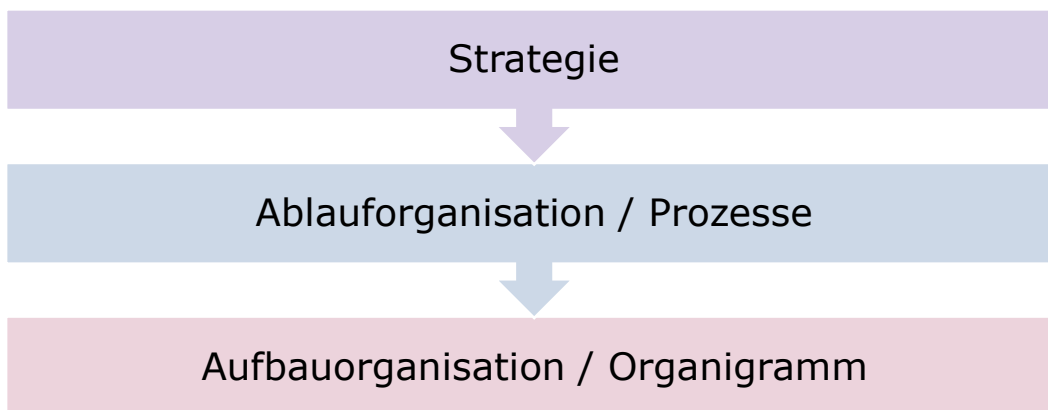 Strategie
Ablauforganisation / Prozesse
Aufbauorganisation / Organigramm